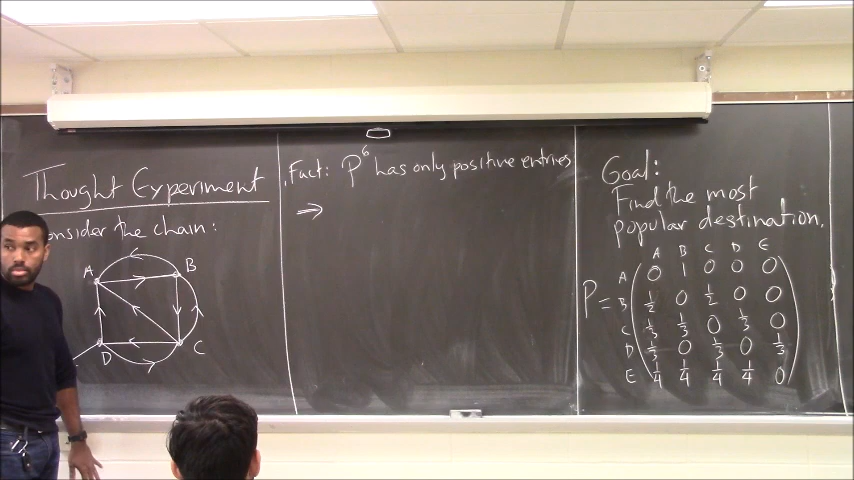 Thought Experiment
onsider the chain:
A
B
C
D
Fact: P^6 has only positive entries
⇒
Goal:
Find the most
popular destination.
A B C D E
P =
A 0 1 0 0 0
B 1/2 0 1/2 0 0
C 1/3 1/3 0 1/3 0
D 1/3 0 1/3 0 1/3
E 1/4 1/4 1/4 1/4 0